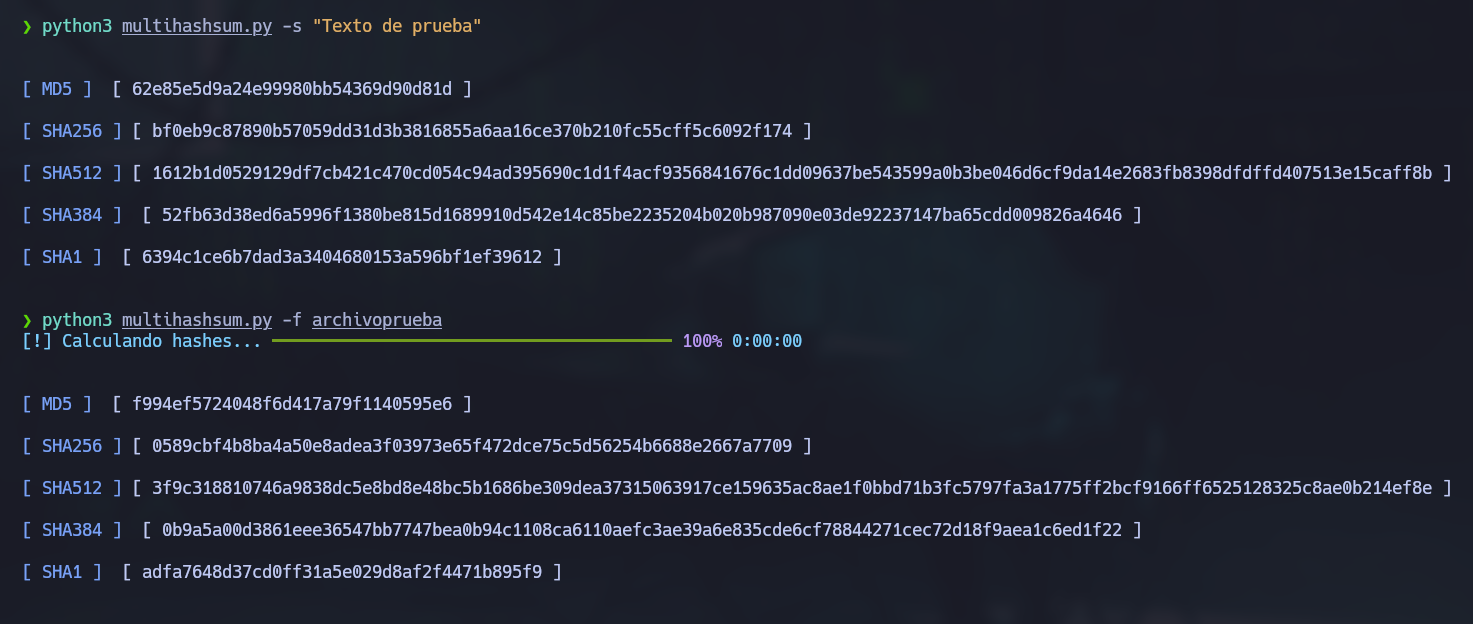 ❯ python3 multihashsum.py -s "Texto de prueba"
[ MD5 ] [ 62e85e5d9a24e99980bb54369d90d81d ]
[ SHA256 ] [ bf0eb9c87890b57059dd31d3b3816855a6aa16ce370b210fc55cff5c6092f174 ]
[ SHA512 ] [ 1612b1d0529129df7cb421c470cd054c94ad395690c1d1f4acf9356841676c1dd09637be543599a0b3be046d6cf9da14e2683fb8398dfdffd407513e15caff8b ]
[ SHA384 ] [ 52fb63d38ed6a5996f1380be815d1689910d542e14c85be2235204b020b987090e03de92237147ba65cdd009826a4646 ]
[ SHA1 ] [ 6394c1ce6b7dad3a3404680153a596bf1ef39612 ]
❯ python3 multihashsum.py -f archivoprueba
[!] Calculando hashes... 100% 0:00:00
[ MD5 ] [ f994ef5724048f6d417a79f1140595e6 ]
[ SHA256 ] [ 0589cbf4b8ba4a50e8adea3f03973e65f472dce75c5d56254b6688e2667a7709 ]
[ SHA512 ] [ 3f9c318810746a9838dc5e8bd8e48bc5b1686be309dea37315063917ce159635ac8ae1f0bbd71b3fc5797fa3a1775ff2bcf9166ff6525128325c8ae0b214ef8e ]
[ SHA384 ] [ 0b9a5a00d3861eee36547bb7747bea0b94c1108ca6110aefc3ae39a6e835cde6cf78844271cec72d18f9aea1c6ed1f22 ]
[ SHA1 ] [ adfa7648d37cd0ff31a5e029d8af2f4471b895f9 ]